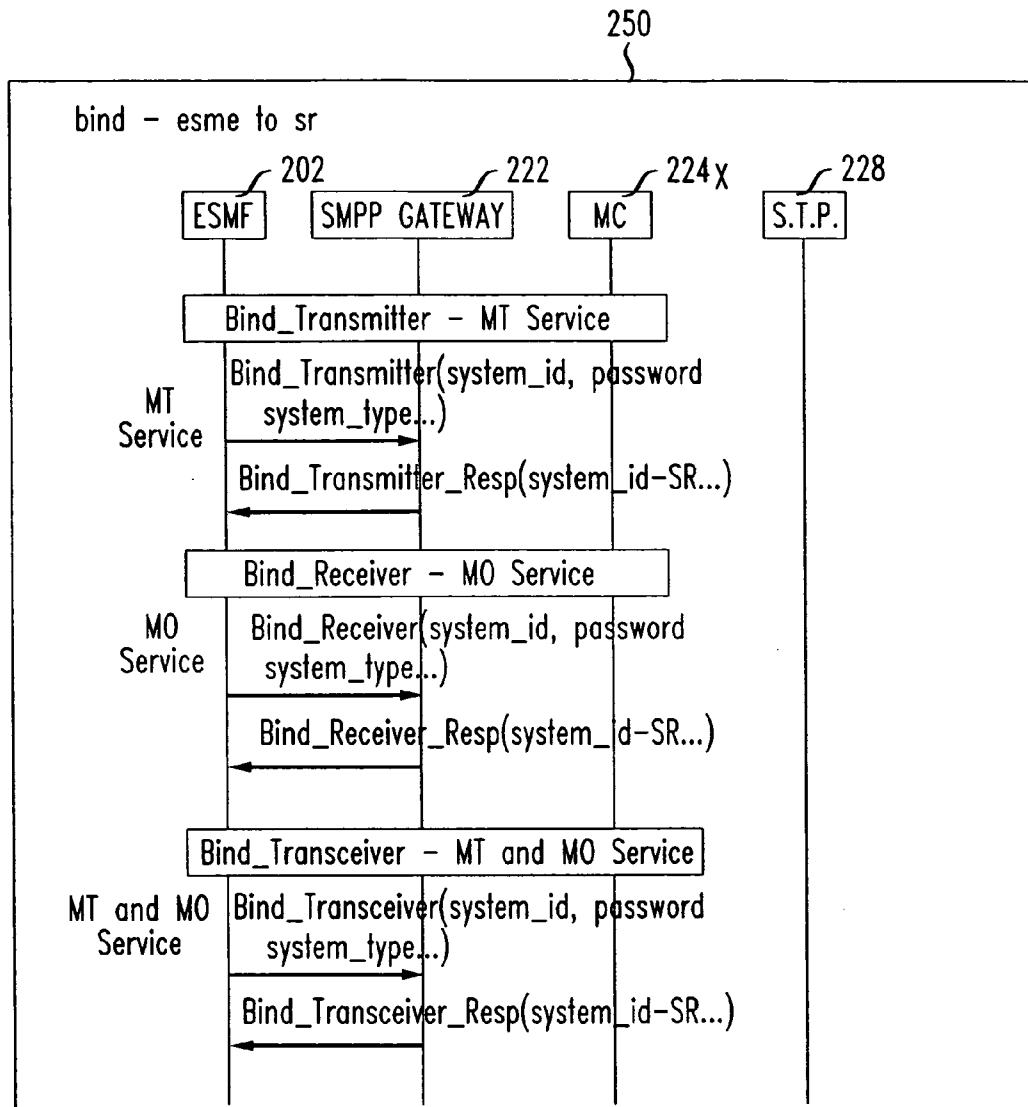 250
bind - esme to sr
202
222
224x
228
ESMF
SMPP GATEWAY
MC
S.T.P.
Bind_Transmitter - MT Service
MT
Service
Bind_Transmitter(system_id, password
system_type...)
Bind_Transmitter_Resp(system_id-SR...)
Bind_Receiver - MO Service
MO
Service
Bind_Receiver(system_id, password
system_type...)
Bind_Receiver_Resp(system_id-SR...)
Bind_Transceiver - MT and MO Service
MT and MO
Service
Bind_Transceiver(system_id, password
system_type...)
Bind_Transceiver_Resp(system_id-SR...)